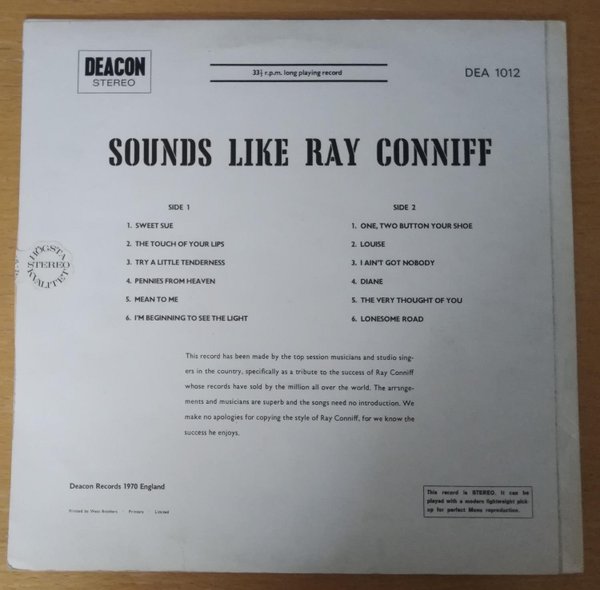 DEACON
STEREO
33⅓ r.p.m. long playing record
DEA 1012
SOUNDS LIKE RAY CONNIFF
SIDE 1
1. SWEET SUE
2. THE TOUCH OF YOUR LIPS
3. TRY A LITTLE TENDERNESS
4. PENNIES FROM HEAVEN
5. MEAN TO ME
6. I'M BEGINNING TO SEE THE LIGHT
SIDE 2
1. ONE, TWO BUTTON YOUR SHOE
2. LOUISE
3. I AIN'T GOT NOBODY
4. DIANE
5. THE VERY THOUGHT OF YOU
6. LONESOME ROAD
HÖGSTA
STEREO
KVALITET
This record has been made by the top session musicians and studio sing-
ers in the country, specifically as a tribute to the success of Ray Conniff
whose records have sold by the million all over the world. The arrange-
ments and musicians are superb and the songs need no introduction. We
make no apologies for copying the style of Ray Conniff, for we know the
success he enjoys.
Deacon Records 1970 England
Printed by West Brothers · Printers · Limited
This record is STEREO. It can be
played with a modern lightweight pick-
up for perfect Mono reproduction.